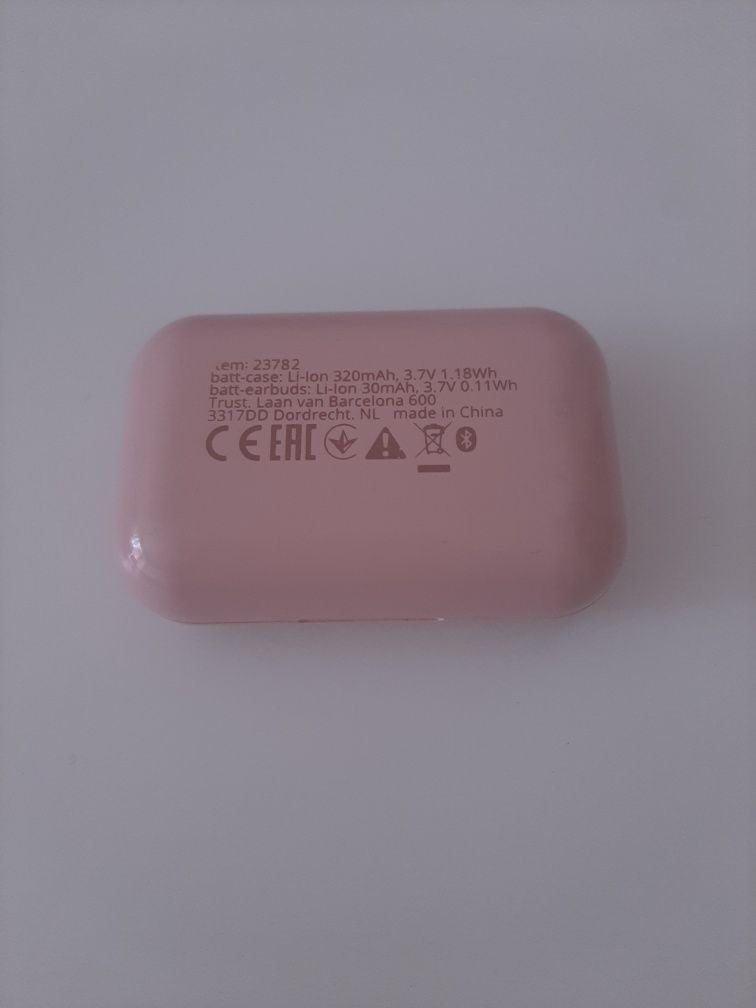 23782
batt-case: Li-Ion 320mAh, 3.7V 1.18Wh
batt-earbuds: Li-Ion 30mAh, 3.7V 0.11Wh
Trust. Laan van Barcelona 600
3317DD Dordrecht. NL made in China
CE EAC